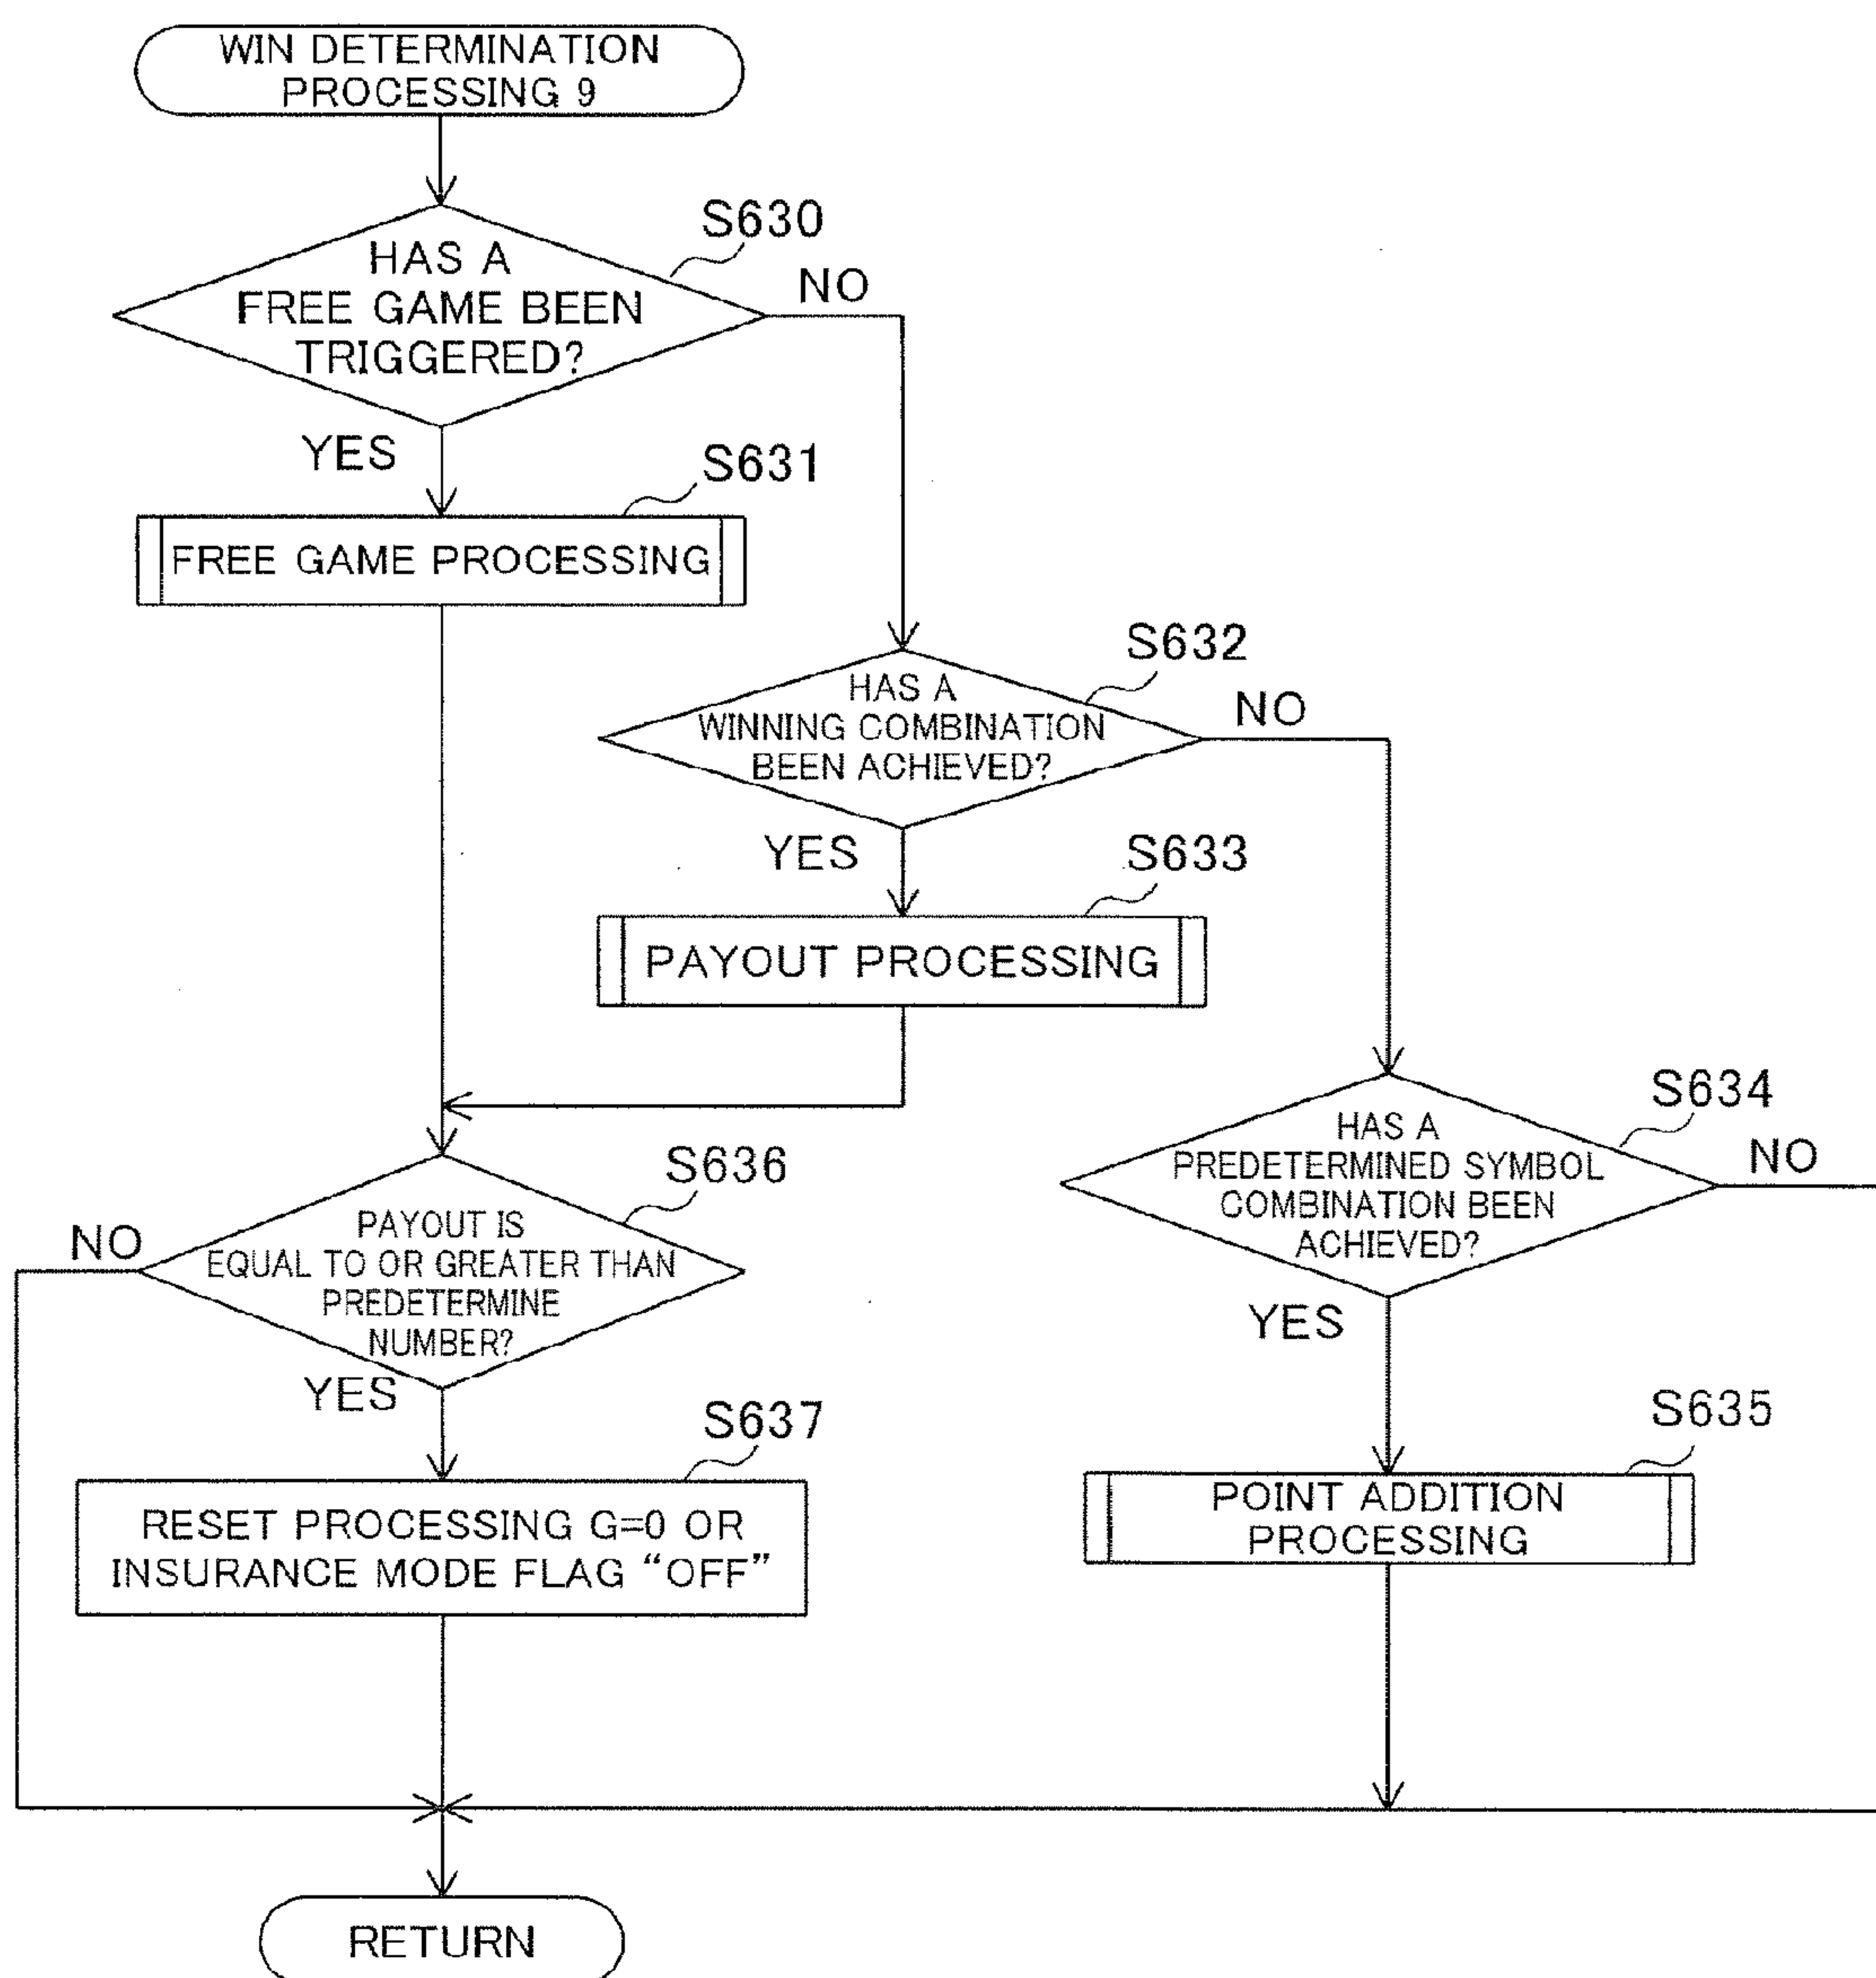 WIN DETERMINATION
PROCESSING 9
S630
HAS A
FREE GAME BEEN
TRIGGERED?
NO
YES
S631
FREE GAME PROCESSING
S632
HAS A
WINNING COMBINATION
BEEN ACHIEVED?
NO
YES
S633
PAYOUT PROCESSING
S634
HAS A
PREDETERMINED SYMBOL
COMBINATION BEEN
ACHIEVED?
NO
YES
S635
POINT ADDITION
PROCESSING
S636
PAYOUT IS
EQUAL TO OR GREATER THAN
PREDETERMINE
NUMBER?
NO
YES
S637
RESET PROCESSING G=0 OR
INSURANCE MODE FLAG “OFF”
RETURN